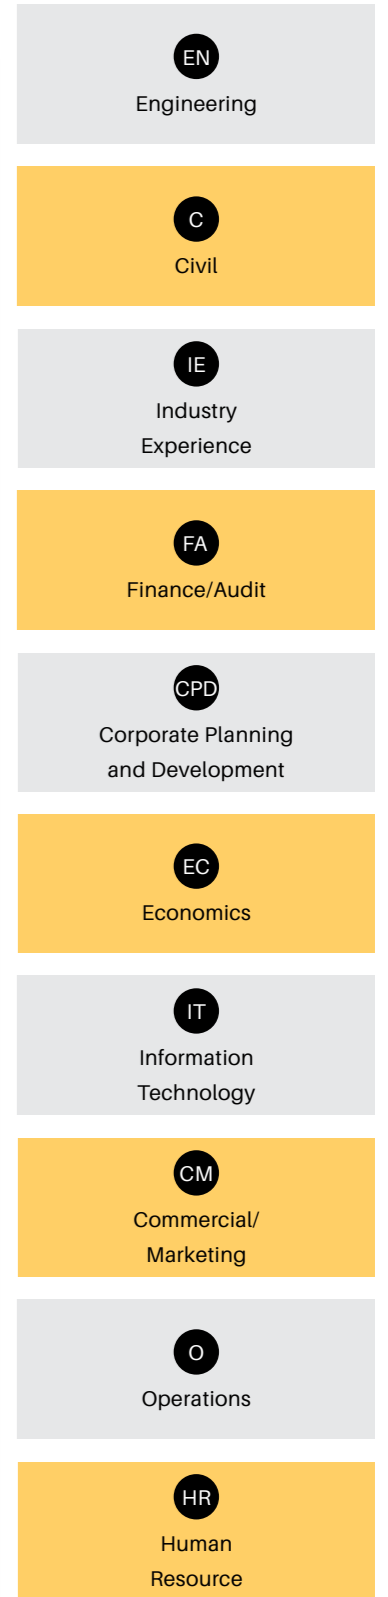 EN
Engineering
C
Civil
IE
Industry
Experience
FA
Finance/Audit
CPD
Corporate Planning
and Development
EC
Economics
IT
Information
Technology
CM
Commercial/
Marketing
O
Operations
HR
Human
Resource